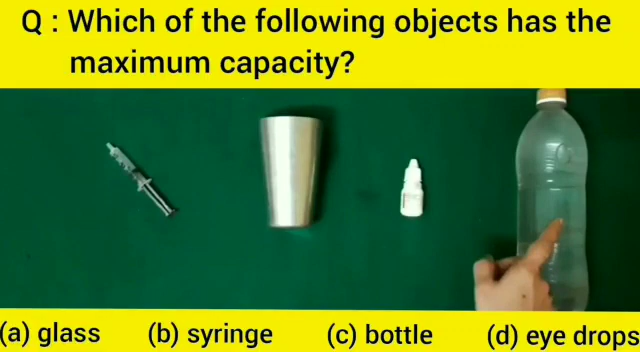 Q : Which of the following objects has the
maximum capacity?
(a) glass (b) syringe (c) bottle (d) eye drops